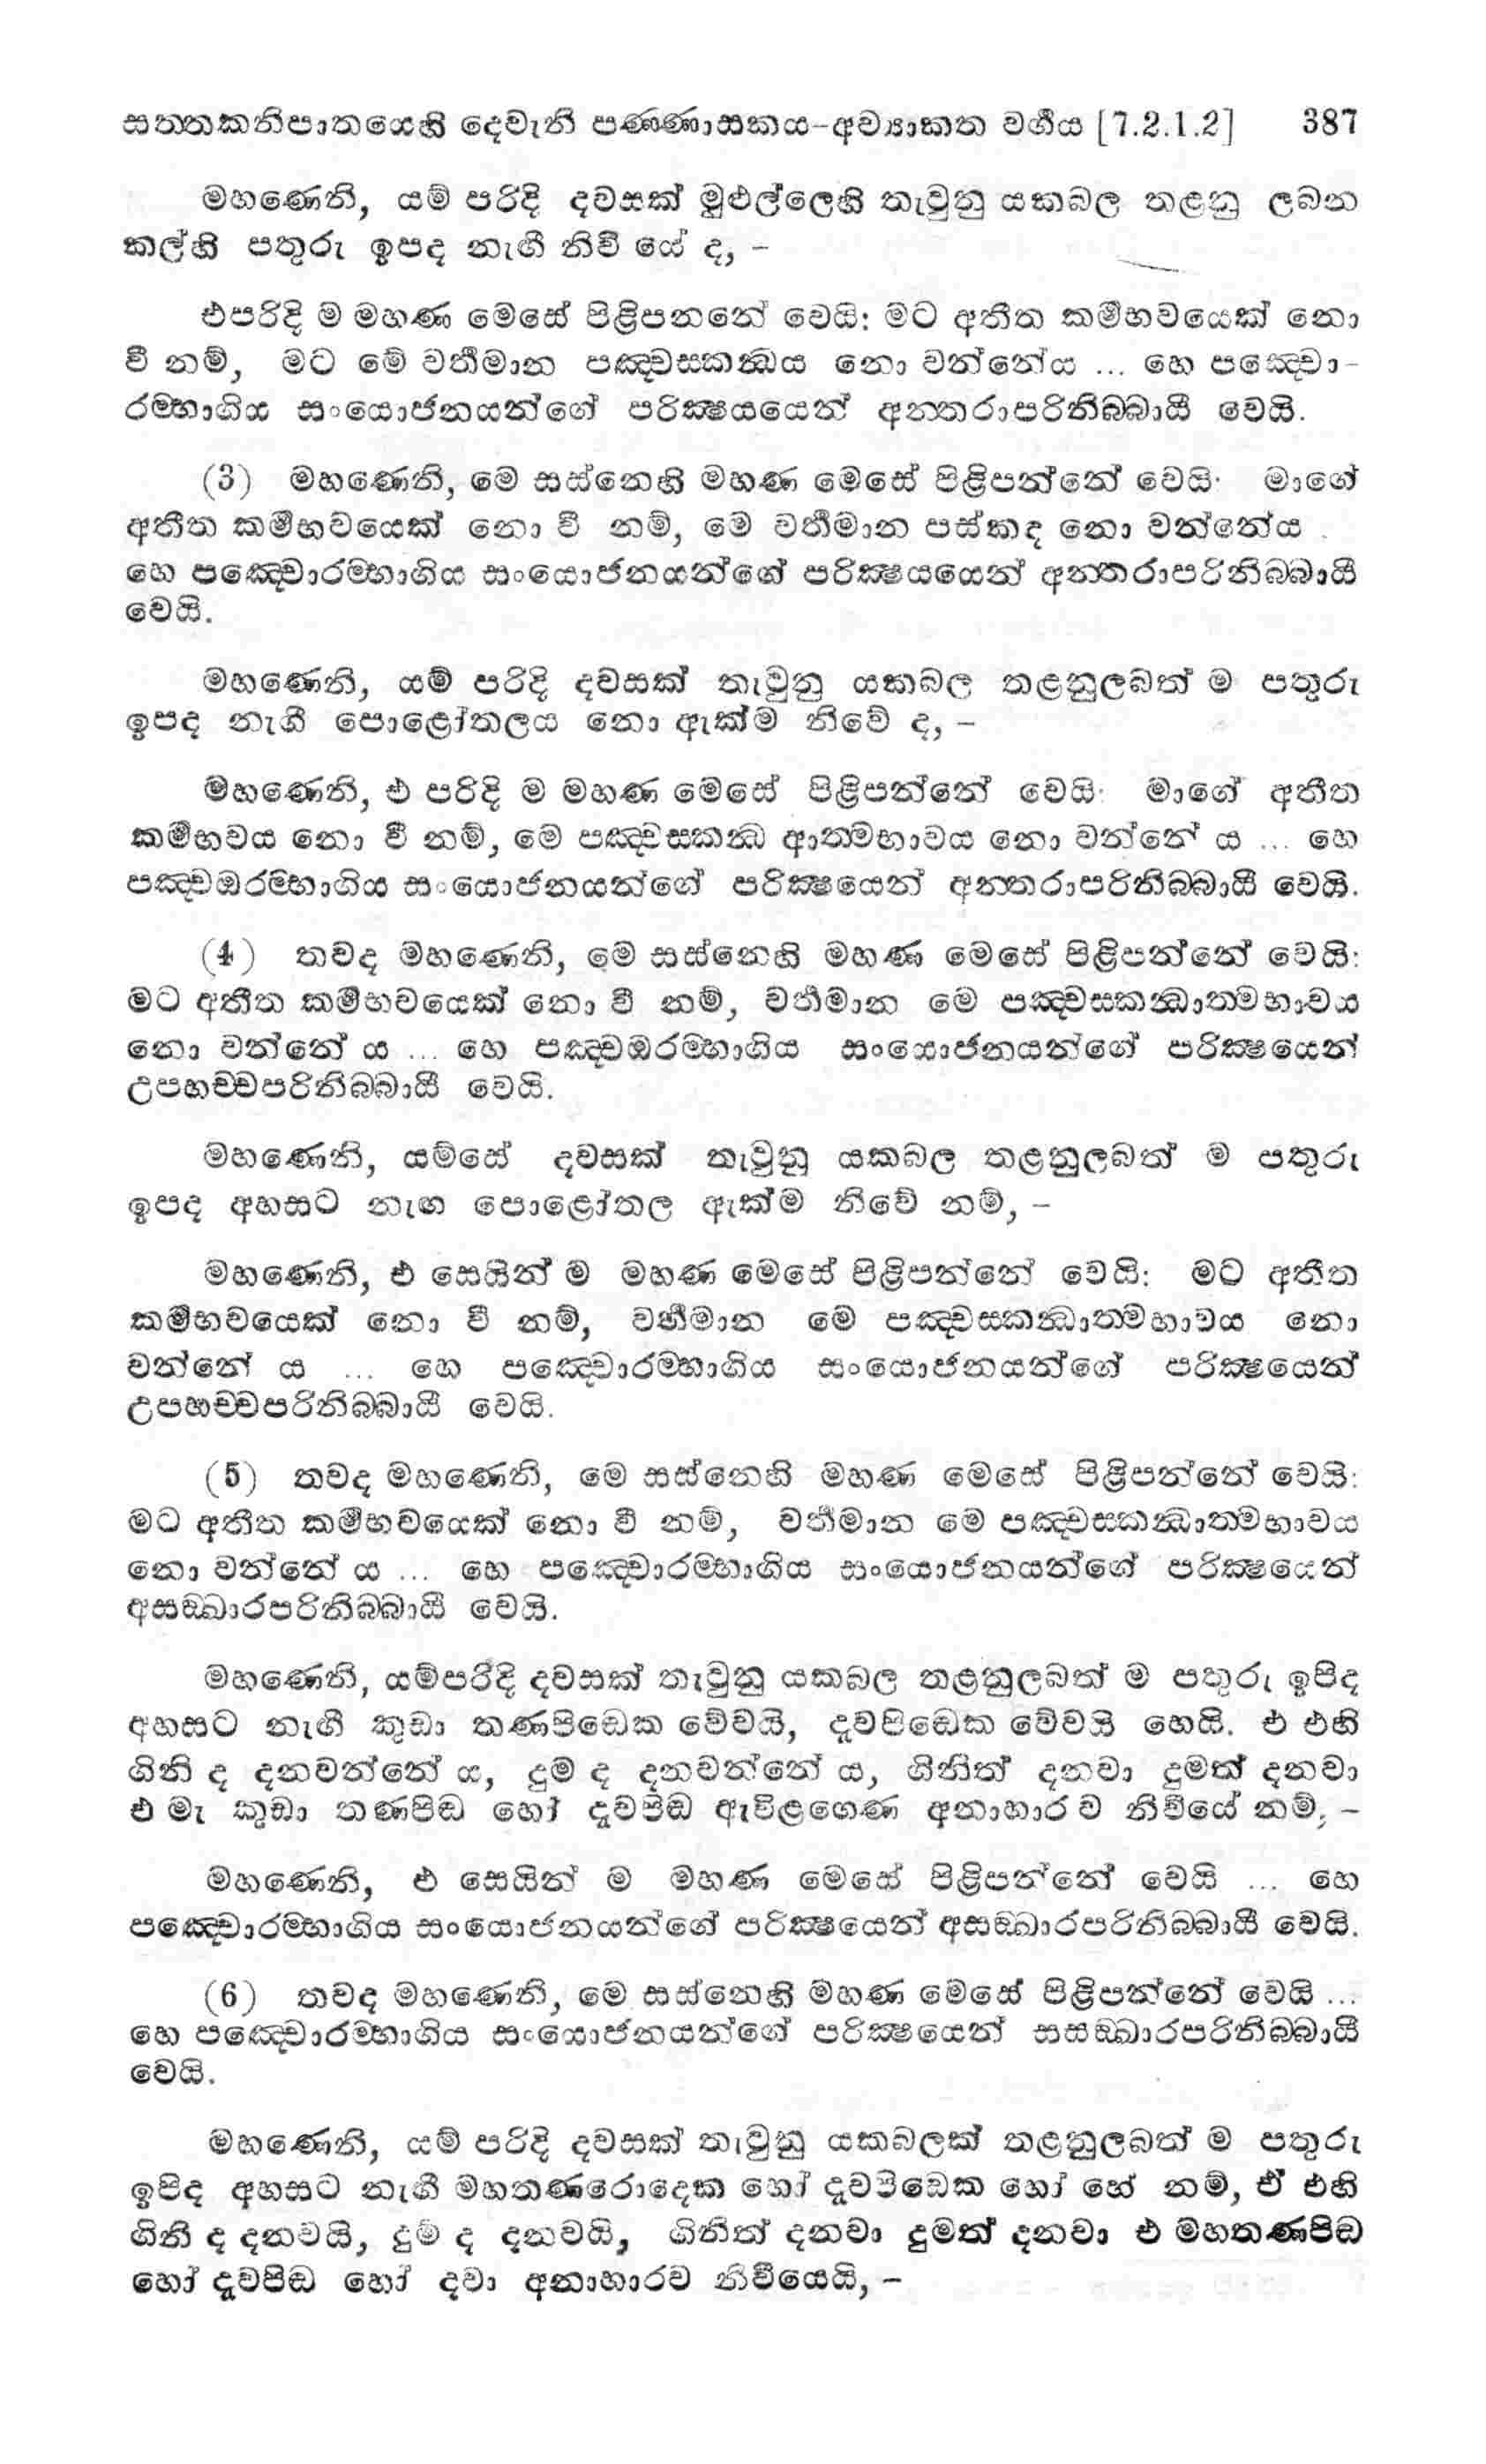 සත්තකනිපාතයෙහි දෙවැනි පණ්ණාසකය-අව්‍යාකත වර්‍ගය [7.2.1.2] 387
මහණෙනි, යම් පරිදි දවසක් මුළුල්ලෙහි තැවුනු යකබල තළනු ලබන
කල්හි පතුරු ඉපද නැඟී නිවී යේ ද, –
එපරිදි ම මහණ මෙසේ පිළිපනනේ වෙයි: මට අතීත කර්‍මභවයෙක් නො
වී නම්, මට මේ වර්‍තමාන පඤ්චස්කන්‍ධය නො වන්නේය ... හෙ පඤ්චො-
රම්භාගිය සංයොජනයන්ගේ පරික්‍ෂයයෙන් අන්තරාපරිනිබ්බායී වෙයි.
(3) මහණෙනි, මෙ සස්නෙහි මහණ මෙසේ පිළිපන්නේ වෙයි: මාගේ
අතීත කර්‍මභවයෙක් නො වී නම්, මෙ වර්‍තමාන පස්කඳ නො වන්නේය .
හෙ පඤ්චොරම්භාගිය සංයොජනයන්ගේ පරික්‍ෂයයෙන් අන්තරාපරිනිබ්බායී
වෙයි.
මහණෙනි, යම් පරිදි දවසක් තැවුනු යකබල තළනුලබත් ම පතුරු
ඉපද නැඟී පොළෝතලය නො ඇක්ම නිවේ ද, –
මහණෙනි, එ පරිදි ම මහණ මෙසේ පිළිපන්නේ වෙයි: මාගේ අතීත
කර්‍මභවය නො වී නම්, මෙ පඤ්චස්කන්‍ධ ආත්මභාවය නො වන්නේ ය ... හෙ
පඤ්චඔරම්භාගිය සංයොජනයන්ගේ පරික්‍ෂයෙන් අන්තරාපරිනිබ්බායී වෙයි.
(4) තවද මහණෙනි, මෙ සස්නෙහි මහණ මෙසේ පිළිපන්නේ වෙයි:
මට අතීත කර්‍මභවයෙක් නො වී නම්, වර්‍තමාන මෙ පඤ්චස්කන්‍ධාත්මභාවය
නො වන්නේ ය ... හෙ පඤ්චඔරම්භාගිය සංයොජනයන්ගේ පරික්‍ෂයෙන්
උපහච්චපරිනිබ්බායී වෙයි.
මහණෙනි, යම්සේ දවසක් තැවුනු යකබල තළනුලබත් ම පතුරු
ඉපද අහසට නැඟ පොළෝතල ඇක්ම නිවේ නම්, –
මහණෙනි, එ සෙයින් ම මහණ මෙසේ පිළිපන්නේ වෙයි: මට අතීත
කර්‍මභවයෙක් නො වී නම්, වර්‍තමාන මෙ පඤ්චස්කන්‍ධාත්මභාවය නො
වන්නේ ය ... හෙ පඤ්චොරම්භාගිය සංයොජනයන්ගේ පරික්‍ෂයෙන්
උපහච්චපරිනිබ්බායී වෙයි.
(5) තවද මහණෙනි, මෙ සස්නෙහි මහණ මෙසේ පිළිපන්නේ වෙයි:
මට අතීත කර්‍මභවයෙක් නො වී නම්, වර්‍තමාන මෙ පඤ්චස්කන්‍ධාත්මභාවය
නො වන්නේ ය ... හෙ පඤ්චොරම්භාගිය සංයොජනයන්ගේ පරික්‍ෂයෙන්
අසඞ්ඛාරපරිනිබ්බායී වෙයි.
මහණෙනි, යම්පරිදි දවසක් තැවුනු යකබල තළනුලබත් ම පතුරු ඉපිද
අහසට නැඟී කුඩා තණපිඬෙක වේවයි, දැවපිඬෙක වේවයි හෙයි. එ එහි
ගිනි ද දනවන්නේ ය, දුම් ද දනවන්නේ ය, ගිනිත් දනවා දුමත් දනවා
එ මැ කුඩා තණපිඬ හෝ දැවපිඬ ඇවිළගෙණ අනාහාර ව නිවීයේ නම්, –
මහණෙනි, එ සෙයින් ම මහණ මෙසේ පිළිපන්නේ වෙයි ... හෙ
පඤ්චොරම්භාගිය සංයොජනයන්ගේ පරික්‍ෂයෙන් අසඞ්ඛාරපරිනිබ්බායී වෙයි.
(6) තවද මහණෙනි, මෙ සස්නෙහි මහණ මෙසේ පිළිපන්නේ වෙයි ...
හෙ පඤ්චොරම්භාගිය සංයොජනයන්ගේ පරික්‍ෂයෙන් සසඞ්ඛාරපරිනිබ්බායී
වෙයි.
මහණෙනි, යම් පරිදි දවසක් තැවුනු යකබලක් තළනුලබත් ම පතුරු
ඉපිද අහසට නැඟී මහතණරොදෙක හෝ දැවපිඬෙක හෝ හේ නම්, ඒ එහි
ගිනි ද දනවයි, දුම් ද දනවයි, ගිනිත් දනවා දුමත් දනවා එ මහතණපිඬ
හෝ දැවපිඬ හෝ දවා අනාහාරව නිවීයෙයි, –